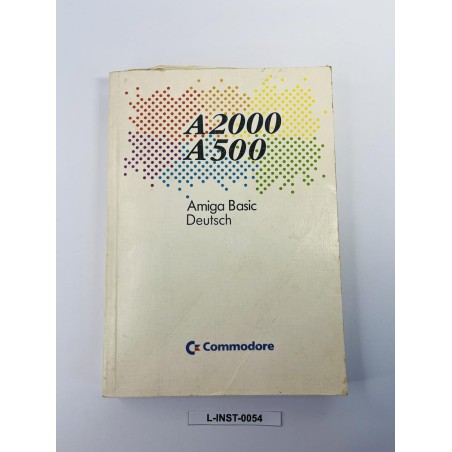 A2000
A500
Amiga Basic
Deutsch
Commodore
L-INST-0054